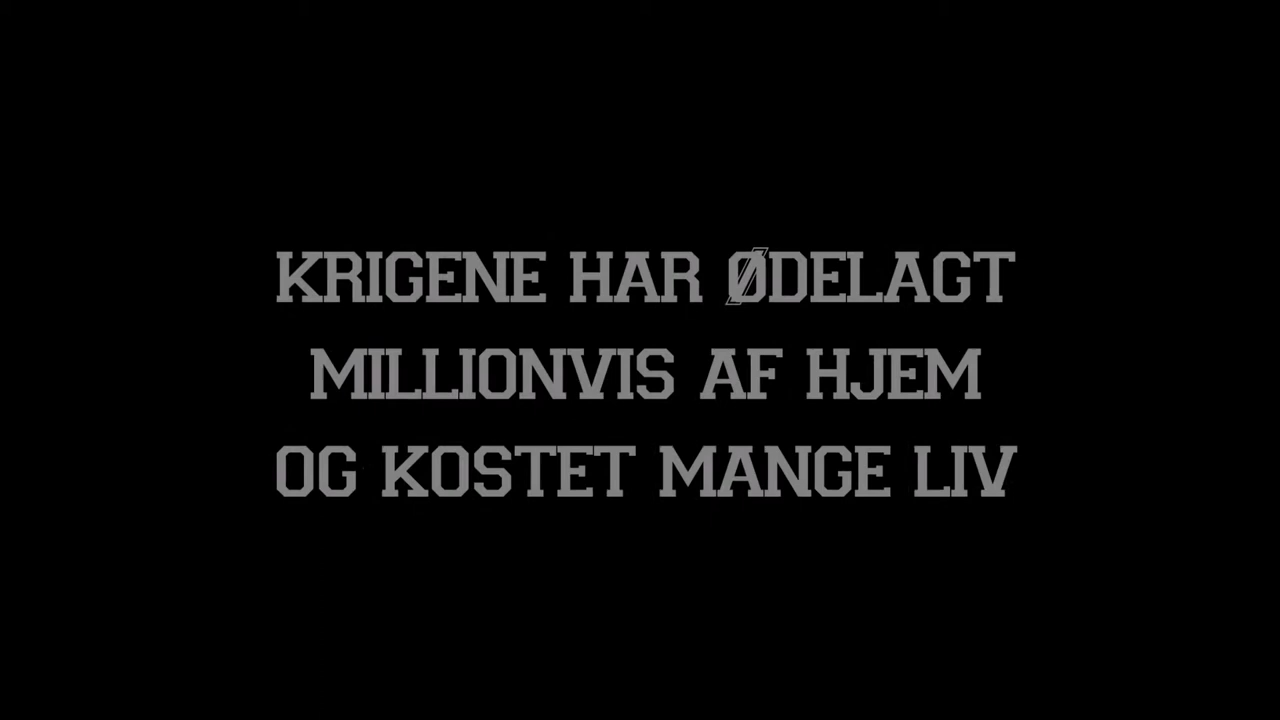 KRIGENE HAR ØDELAGT
MILLIONVIS AF HJEM
OG KOSTET MANGE LIV